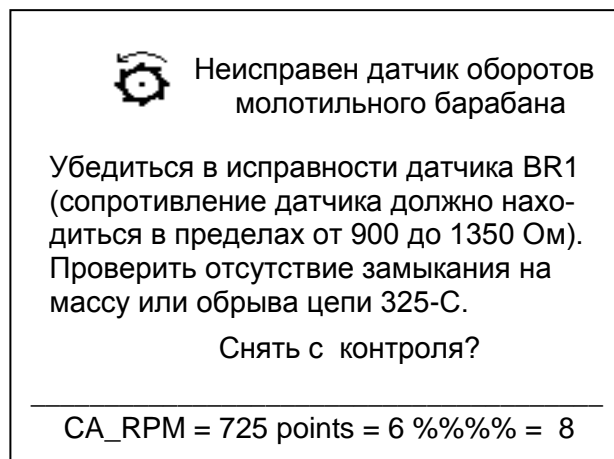 Неисправен датчик оборотов
молотильного барабана
Убедиться в исправности датчика BR1
(сопротивление датчика должно нахо-
диться в пределах от 900 до 1350 Ом).
Проверить отсутствие замыкания на
массу или обрыва цепи 325-С.
Снять с контроля?
CA_RPM = 725 points = 6 %%%% = 8